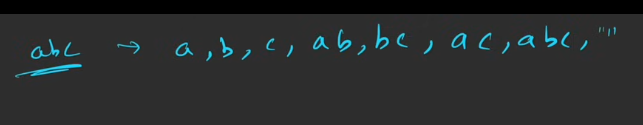 abc → a, b, c, ab, bc, ac, abc, ""